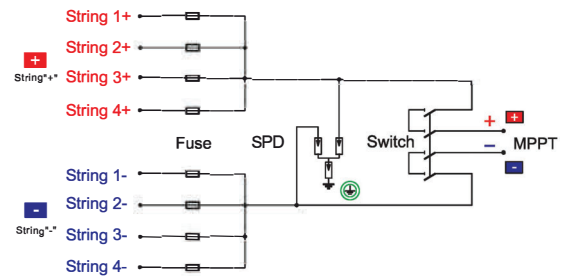 String 1+
String 2+
+
String"+"
String 3+
String 4+
Fuse
SPD
Switch
+
+
MPPT
-
-
String 1-
String 2-
-
String"-"
String 3-
String 4-